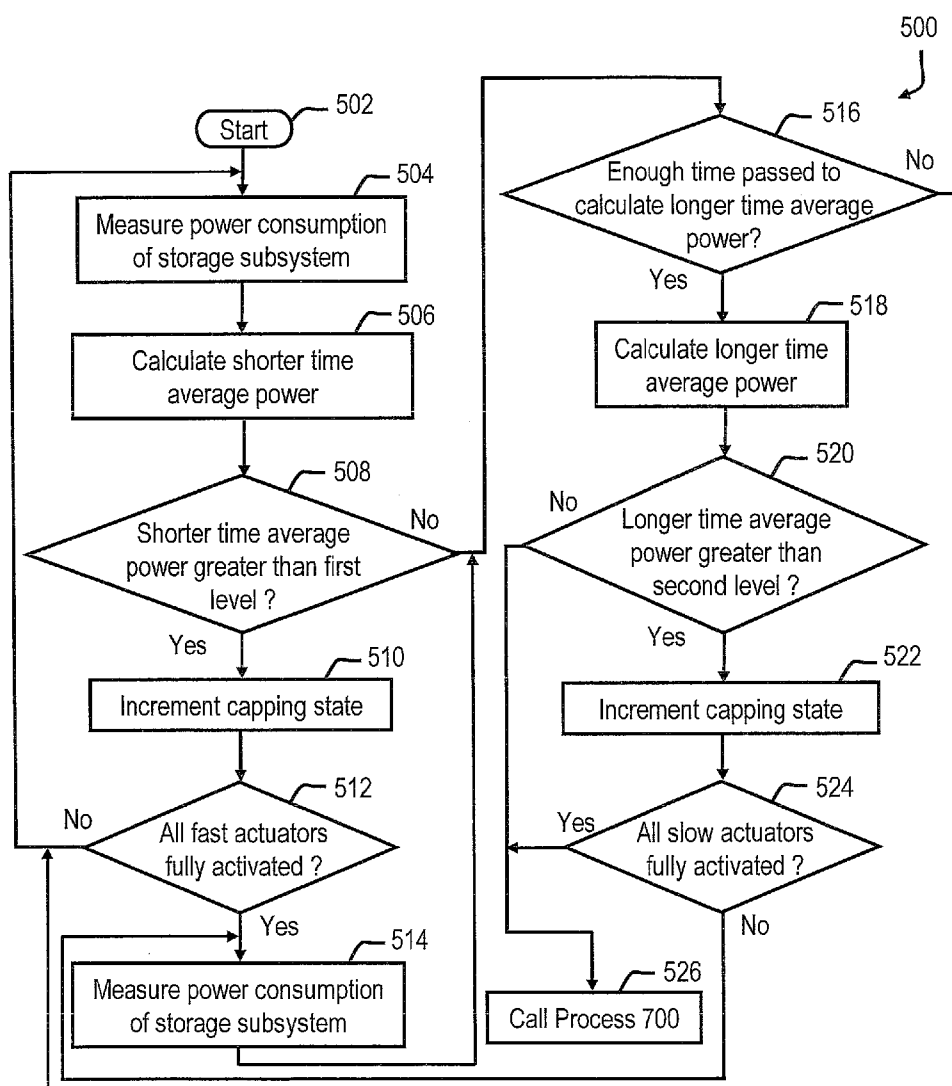 500
502
Start
504
Measure power consumption
of storage subsystem
506
Calculate shorter time
average power
508
No
Shorter time average
power greater than first
level ?
Yes
510
Increment capping state
512
No
All fast actuators
fully activated ?
Yes
514
Measure power consumption
of storage subsystem
516
No
Enough time passed to
calculate longer time average
power?
Yes
518
Calculate longer time
average power
520
No
Longer time average
power greater than
second level ?
Yes
522
Increment capping state
524
Yes
All slow actuators
fully activated ?
No
526
Call Process 700